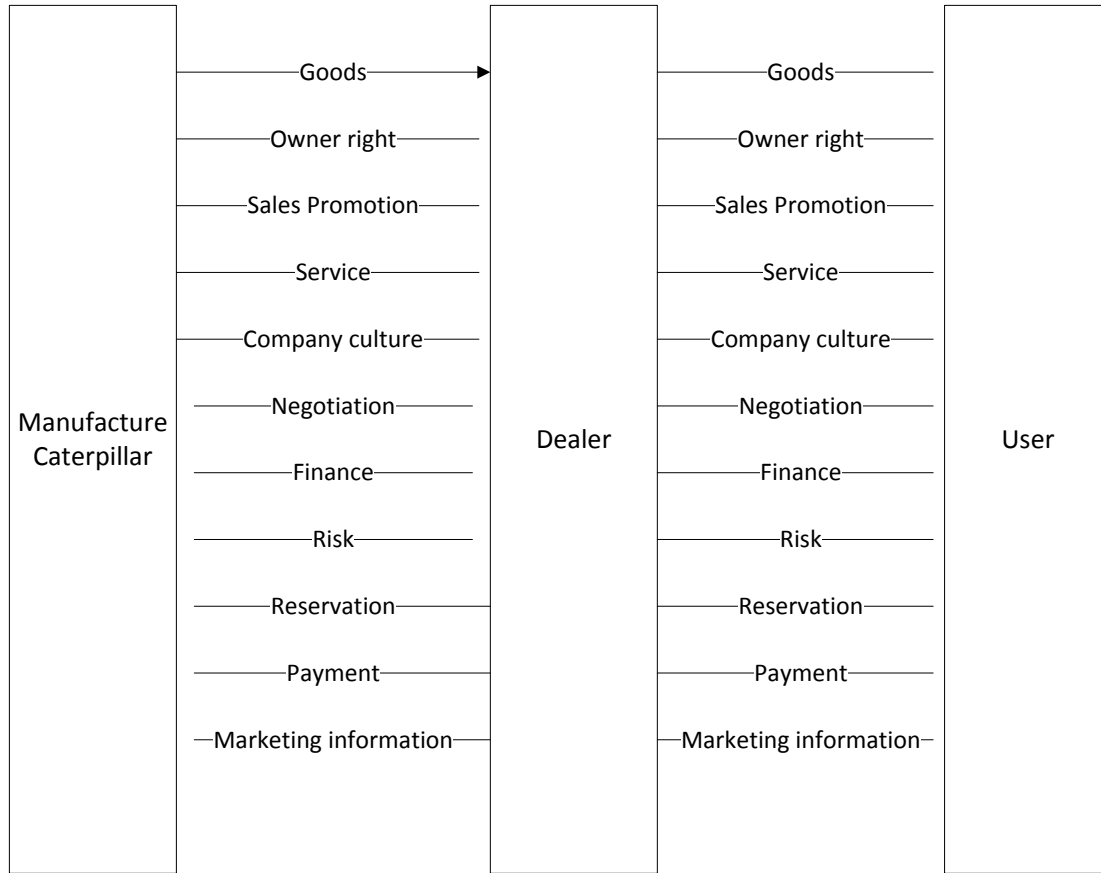 Goods
Goods
Owner right
Owner right
Sales Promotion
Sales Promotion
Service
Service
Company culture
Company culture
Negotiation
Negotiation
Manufacture
Caterpillar
Dealer
User
Finance
Finance
Risk
Risk
Reservation
Reservation
Payment
Payment
Marketing information
Marketing information